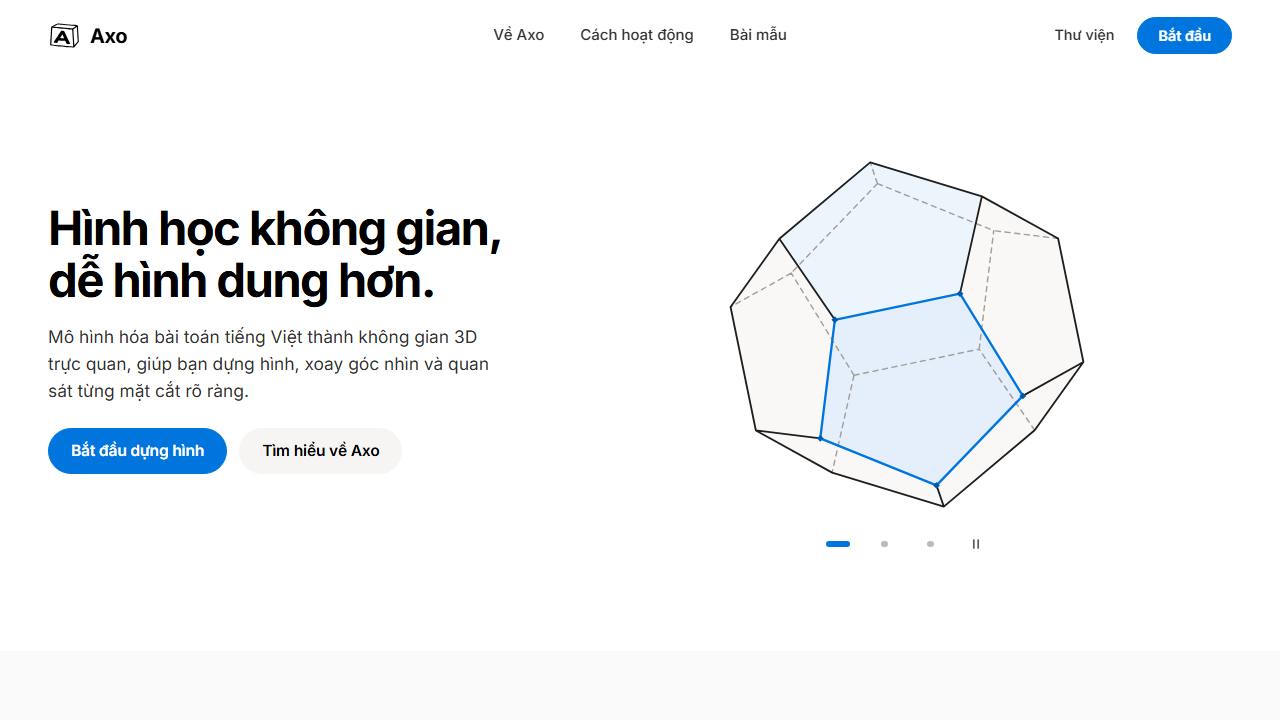 A Axo
Về Axo
Cách hoạt động
Bài mẫu
Thư viện
Bắt đầu
Hình học không gian,
dễ hình dung hơn.
Mô hình hóa bài toán tiếng Việt thành không gian 3D
trực quan, giúp bạn dựng hình, xoay góc nhìn và quan
sát từng mặt cắt rõ ràng.
Bắt đầu dựng hình
Tìm hiểu về Axo